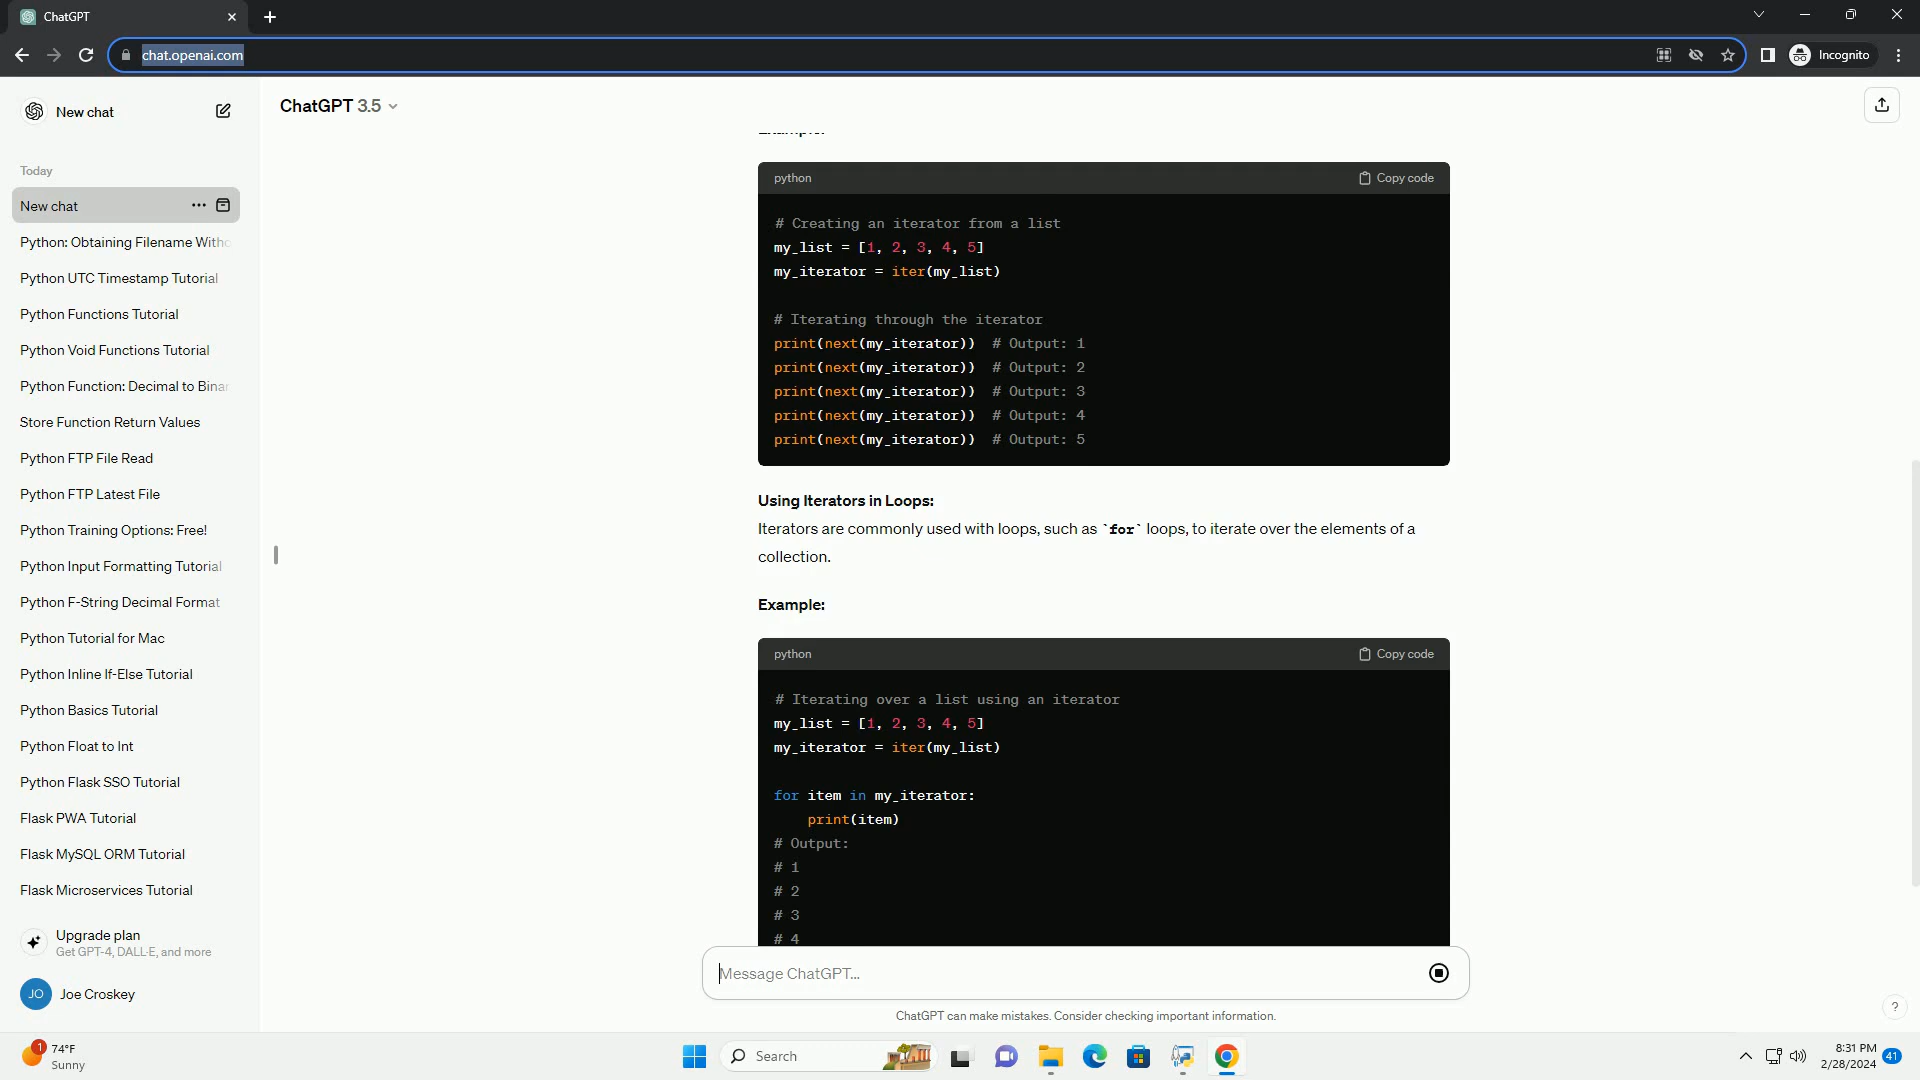 ChatGPT
chat.openai.com
Incognito
New chat
ChatGPT 3.5
Today
New chat
Python: Obtaining Filename Witho
Python UTC Timestamp Tutorial
Python Functions Tutorial
Python Void Functions Tutorial
Python Function: Decimal to Binar
Store Function Return Values
Python FTP File Read
Python FTP Latest File
Python Training Options: Free!
Python Input Formatting Tutorial
Python F-String Decimal Format
Python Tutorial for Mac
Python Inline If-Else Tutorial
Python Basics Tutorial
Python Float to Int
Python Flask SSO Tutorial
Flask PWA Tutorial
Flask MySQL ORM Tutorial
Flask Microservices Tutorial
Upgrade plan
Get GPT-4, DALL·E, and more
JO Joe Croskey
python Copy code
# Creating an iterator from a list
my_list = [1, 2, 3, 4, 5]
my_iterator = iter(my_list)
# Iterating through the iterator
print(next(my_iterator))  # Output: 1
print(next(my_iterator))  # Output: 2
print(next(my_iterator))  # Output: 3
print(next(my_iterator))  # Output: 4
print(next(my_iterator))  # Output: 5
Using Iterators in Loops:
Iterators are commonly used with loops, such as `for` loops, to iterate over the elements of a
collection.
Example:
python Copy code
# Iterating over a list using an iterator
my_list = [1, 2, 3, 4, 5]
my_iterator = iter(my_list)
for item in my_iterator:
    print(item)
# Output:
# 1
# 2
# 3
# 4
Message ChatGPT...
ChatGPT can make mistakes. Consider checking important information.
?
1
74°F
Sunny
Search
8:31 PM
2/28/2024
41